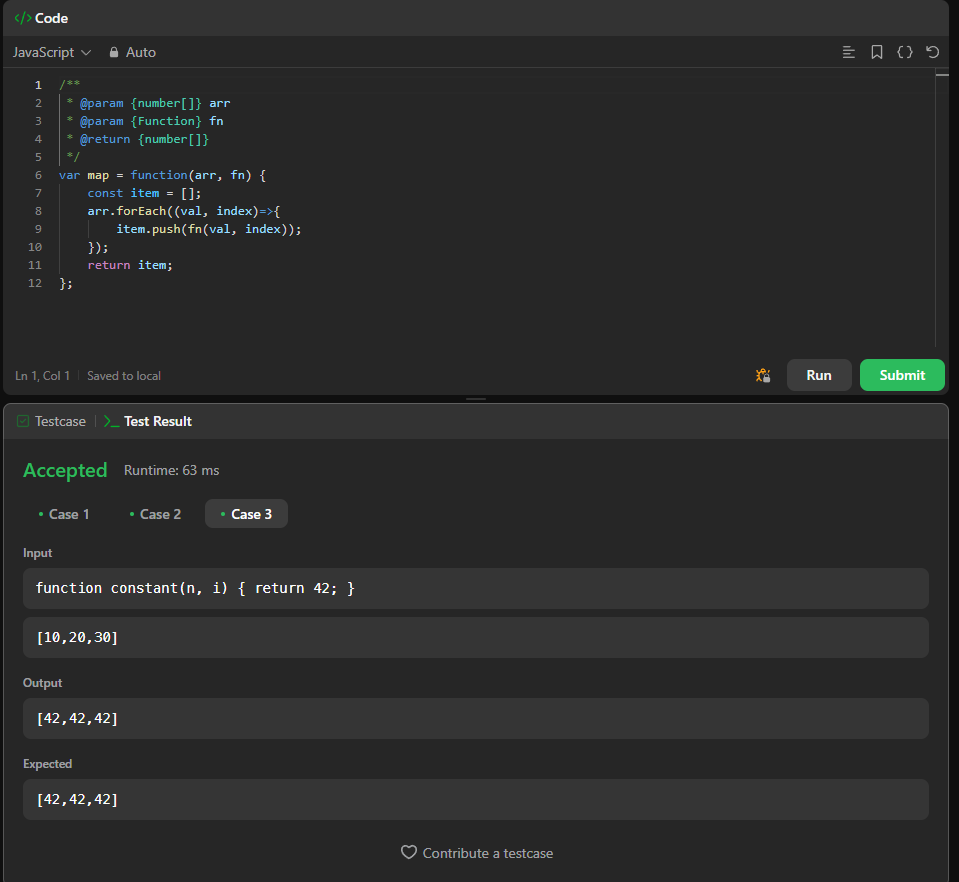 </> Code
JavaScript Auto
1 /**
2  * @param {number[]} arr
3  * @param {Function} fn
4  * @return {number[]}
5  */
6 var map = function(arr, fn) {
7     const item = [];
8     arr.forEach((val, index)=>{
9         item.push(fn(val, index));
10     });
11     return item;
12 };
Ln 1, Col 1 | Saved to local
Run Submit
Testcase | >_ Test Result
Accepted Runtime: 63 ms
• Case 1 • Case 2 • Case 3
Input
function constant(n, i) { return 42; }
[10,20,30]
Output
[42,42,42]
Expected
[42,42,42]
Contribute a testcase